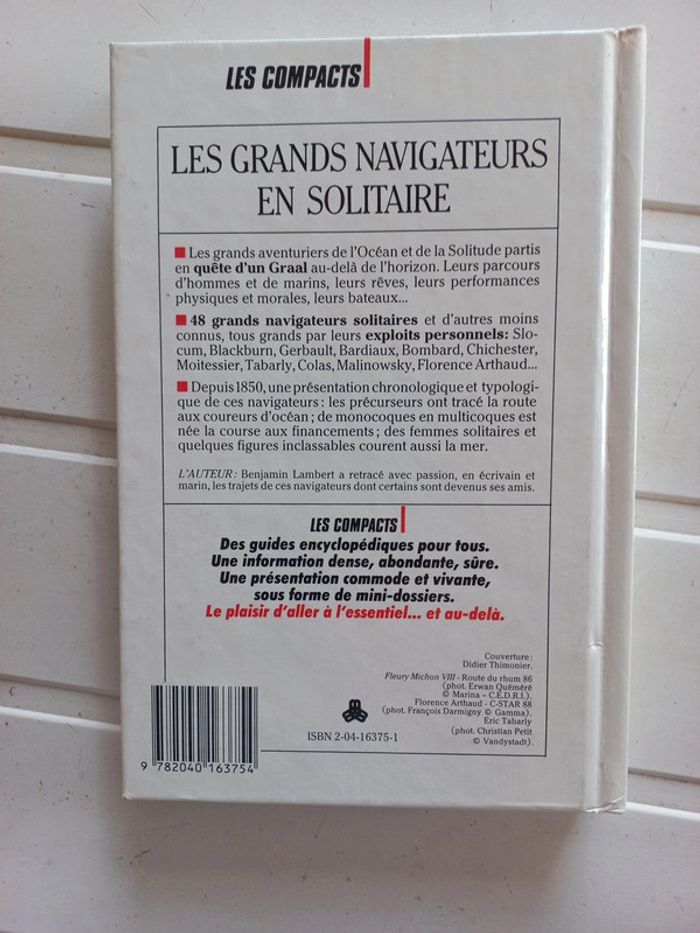 LES COMPACTS
LES GRANDS NAVIGATEURS
EN SOLITAIRE
■ Les grands aventuriers de l'Océan et de la Solitude partis
en quête d'un Graal au-delà de l'horizon. Leurs parcours
d'hommes et de marins, leurs rêves, leurs performances
physiques et morales, leurs bateaux...
■ 48 grands navigateurs solitaires et d'autres moins
connus, tous grands par leurs exploits personnels: Slo-
cum, Blackburn, Gerbault, Bardiaux, Bombard, Chichester,
Moitessier, Tabarly, Colas, Malinowsky, Florence Arthaud...
■ Depuis 1850, une présentation chronologique et typologi-
que de ces navigateurs : les précurseurs ont tracé la route
aux coureurs d'océan ; de monocoques en multicoques est
née la course aux financements ; des femmes solitaires et
quelques figures inclassables courent aussi la mer.
L'AUTEUR : Benjamin Lambert a retracé avec passion, en écrivain et
marin, les trajets de ces navigateurs dont certains sont devenus ses amis.
LES COMPACTS
Des guides encyclopédiques pour tous.
Une information dense, abondante, sûre.
Une présentation commode et vivante,
sous forme de mini-dossiers.
Le plaisir d'aller à l'essentiel... et au-delà.
Couverture :
Didier Thimonier.
Fleury Michon VIII - Route du rhum 86
(phot. Erwan Quéméré
© Marina – C.E.D.R.I.).
Florence Arthaud - C-STAR 88
(phot. François Darmigny © Gamma).
Eric Tabarly
(phot. Christian Petit
© Vandystadt).
ISBN 2-04-16375-1
9 782040 163754